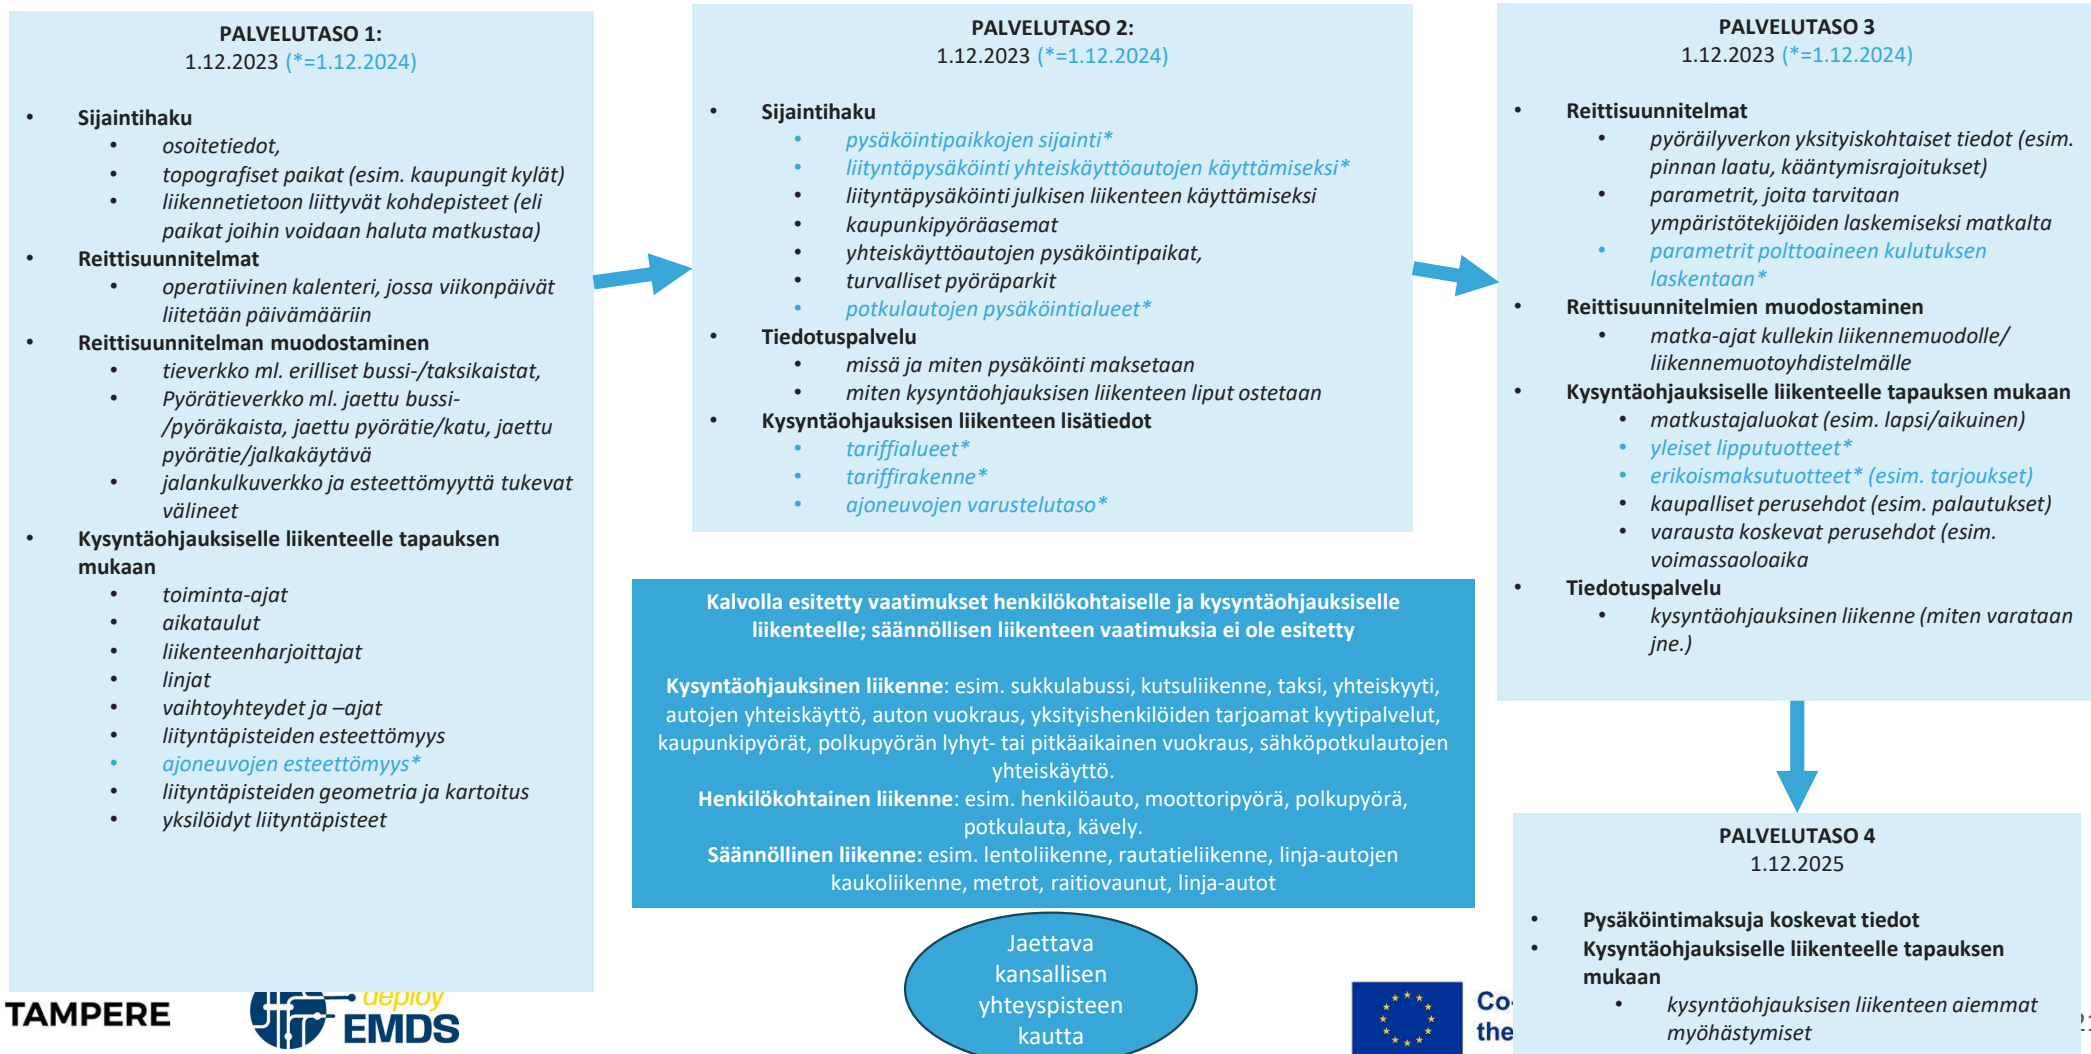 PALVELUTASO 1:
1.12.2023 (*=1.12.2024)
• Sijaintihaku
• osoitetiedot,
• topografiset paikat (esim. kaupungit kylät)
• liikennetietoon liittyvät kohdepisteet (eli
paikat joihin voidaan haluta matkustaa)
• Reittisuunnitelmat
• operatiivinen kalenteri, jossa viikonpäivät
liitetään päivämääriin
• Reittisuunnitelman muodostaminen
• tieverkko ml. erilliset bussi-/taksikaistat,
• Pyörätieverkko ml. jaettu bussi-
/pyöräkaista, jaettu pyörätie/katu, jaettu
pyörätie/jalkakäytävä
• jalankulkuverkko ja esteettömyyttä tukevat
välineet
• Kysyntäohjauksiselle liikenteelle tapauksen
mukaan
• toiminta-ajat
• aikataulut
• liikenteenharjoittajat
• linjat
• vaihtoyhteydet ja –ajat
• liityntäpisteiden esteettömyys
• ajoneuvojen esteettömyys*
• liityntäpisteiden geometria ja kartoitus
• yksilöidyt liityntäpisteet
PALVELUTASO 2:
1.12.2023 (*=1.12.2024)
• Sijaintihaku
• pysäköintipaikkojen sijainti*
• liityntäpysäköinti yhteiskäyttöautojen käyttämiseksi*
• liityntäpysäköinti julkisen liikenteen käyttämiseksi
• kaupunkipyöräasemat
• yhteiskäyttöautojen pysäköintipaikat,
• turvalliset pyöräparkit
• potkulautojen pysäköintialueet*
• Tiedotuspalvelu
• missä ja miten pysäköinti maksetaan
• miten kysyntäohjauksisen liikenteen liput ostetaan
• Kysyntäohjauksisen liikenteen lisätiedot
• tariffialueet*
• tariffirakenne*
• ajoneuvojen varustelutaso*
PALVELUTASO 3
1.12.2023 (*=1.12.2024)
• Reittisuunnitelmat
• pyöräilyverkon yksityiskohtaiset tiedot (esim.
pinnan laatu, kääntymisrajoitukset)
• parametrit, joita tarvitaan
ympäristötekijöiden laskemiseksi matkalta
• parametrit polttoaineen kulutuksen
laskentaan*
• Reittisuunnitelmien muodostaminen
• matka-ajat kullekin liikennemuodolle/
liikennemuotoyhdistelmälle
• Kysyntäohjauksiselle liikenteelle tapauksen mukaan
• matkustajaluokat (esim. lapsi/aikuinen)
• yleiset lipputuotteet*
• erikoismaksutuotteet* (esim. tarjoukset)
• kaupalliset perusehdot (esim. palautukset)
• varausta koskevat perusehdot (esim.
voimassaoloaika
• Tiedotuspalvelu
• kysyntäohjauksinen liikenne (miten varataan
jne.)
Kalvolla esitetty vaatimukset henkilökohtaiselle ja kysyntäohjauksiselle
liikenteelle; säännöllisen liikenteen vaatimuksia ei ole esitetty
Kysyntäohjauksinen liikenne: esim. sukkulabussi, kutsuliikenne, taksi, yhteiskyyti,
autojen yhteiskäyttö, auton vuokraus, yksityishenkilöiden tarjoamat kyytipalvelut,
kaupunkipyörät, polkupyörän lyhyt- tai pitkäaikainen vuokraus, sähköpotkulautojen
yhteiskäyttö.
Henkilökohtainen liikenne: esim. henkilöauto, moottoripyörä, polkupyörä,
potkulauta, kävely.
Säännöllinen liikenne: esim. lentoliikenne, rautatieliikenne, linja-autojen
kaukoliikenne, metrot, raitiovaunut, linja-autot
PALVELUTASO 4
1.12.2025
• Pysäköintimaksuja koskevat tiedot
• Kysyntäohjauksiselle liikenteelle tapauksen
mukaan
• kysyntäohjauksisen liikenteen aiemmat
myöhästymiset
Jaettava
kansallisen
yhteyspisteen
kautta
TAMPERE
deploy
EMDS
Co-
the